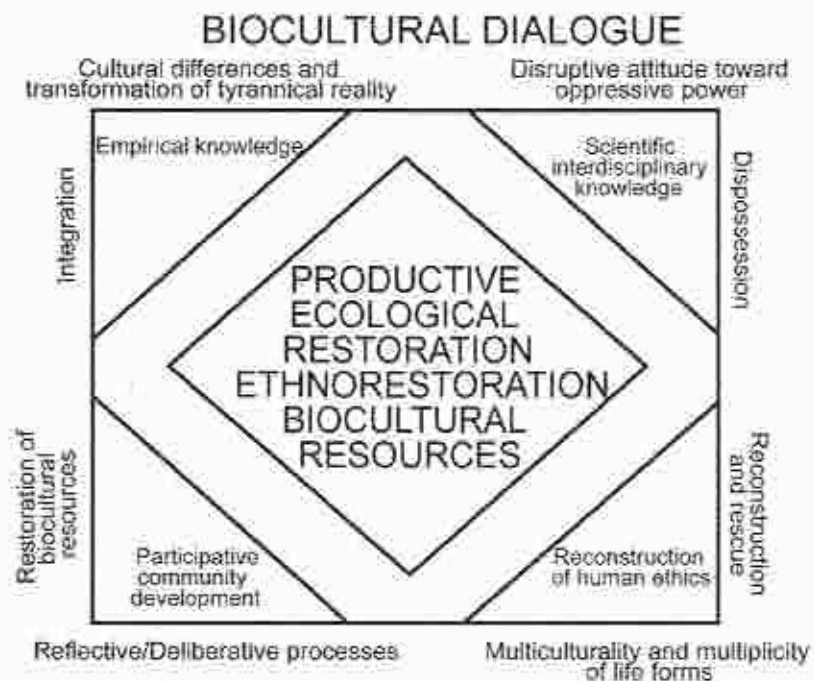 BIOCULTURAL DIALOGUE
Cultural differences and
transformation of tyrannical reality
Disruptive attitude toward
oppressive power
Empirical knowledge
Scientific
interdisciplinary
knowledge
Integration
Dispossession
PRODUCTIVE
ECOLOGICAL
RESTORATION
ETHNORESTORATION
BIOCULTURAL
RESOURCES
Restoration of
biocultural
resources
Reconstruction
and rescue
Participative
community
development
Reconstruction
of human ethics
Reflective/Deliberative processes
Multiculturality and multiplicity
of life forms